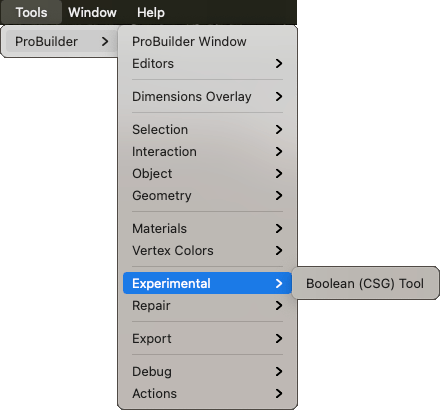 Tools Window Help
ProBuilder
ProBuilder Window
Editors
Dimensions Overlay
Selection
Interaction
Object
Geometry
Materials
Vertex Colors
Experimental
Boolean (CSG) Tool
Repair
Export
Debug
Actions